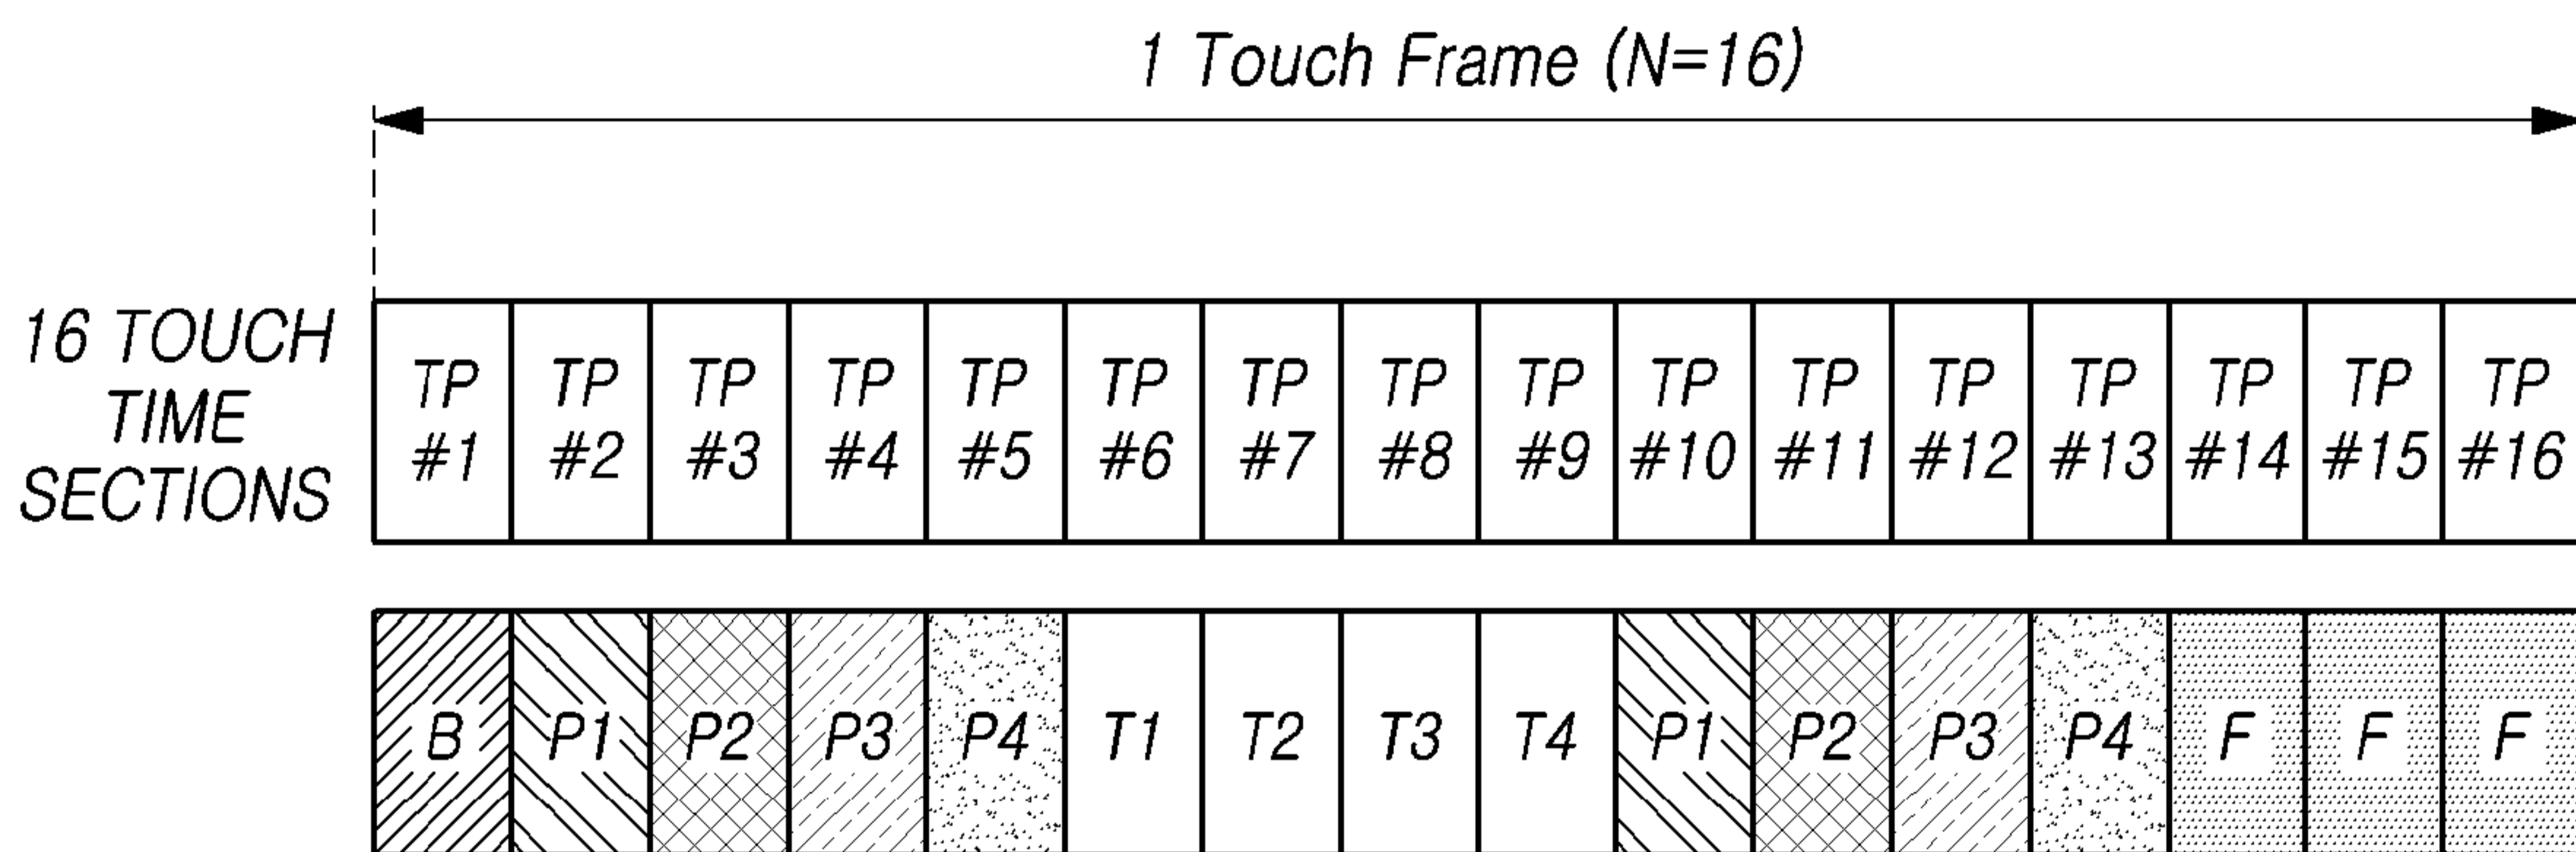 1 Touch Frame (N=16)
16 TOUCH
TIME
SECTIONS
TP TP TP TP TP TP TP TP TP TP TP TP TP TP TP TP
#1 #2 #3 #4 #5 #6 #7 #8 #9 #10 #11 #12 #13 #14 #15 #16
B P1 P2 P3 P4 T1 T2 T3 T4 P1 P2 P3 P4 F F F